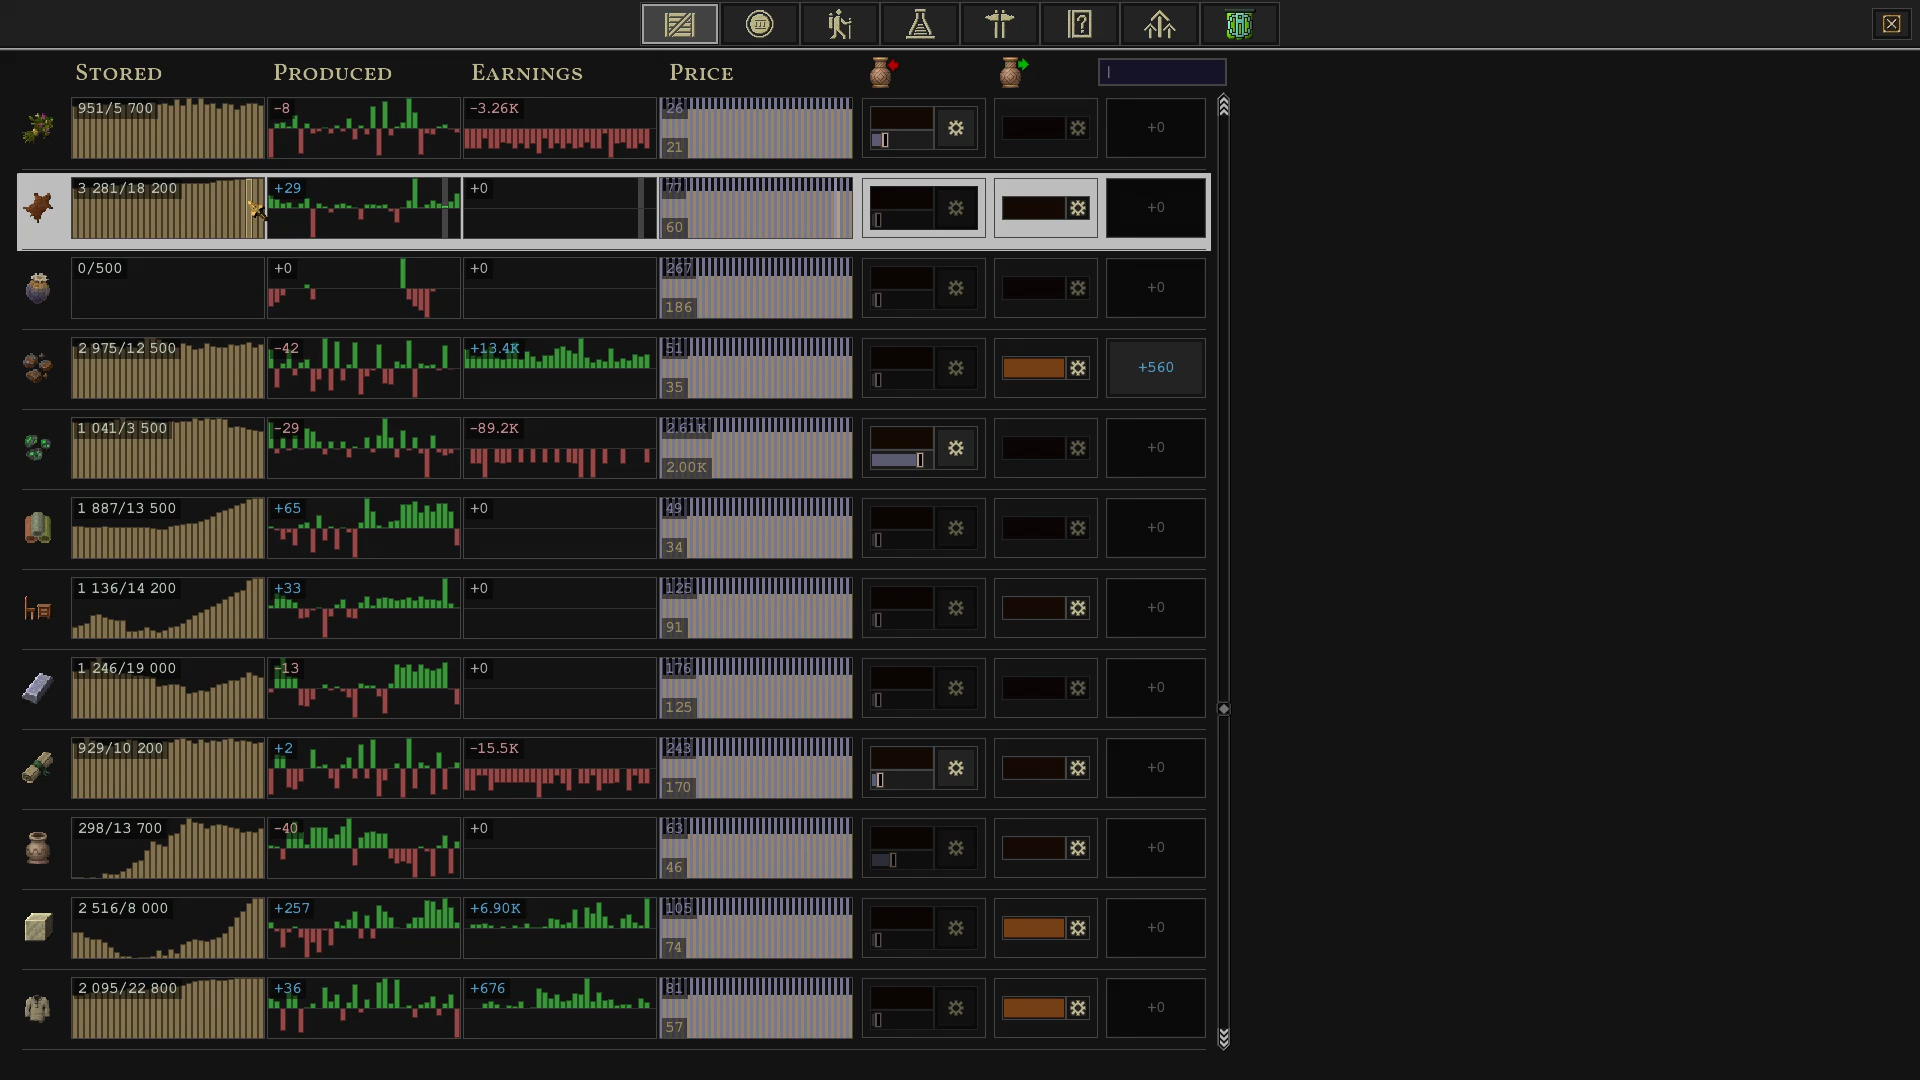 STORED PRODUCED EARNINGS PRICE
951/5 700 -8 -3.26K 26
21 +0
3 281/18 200 +29 +0 77
60 +0
0/500 +0 +0 267
186 +0
2 975/12 500 -42 +13.4K 51
35 +560
1 041/3 500 -29 -89.2K 2.61K
2.00K +0
1 887/13 500 +65 +0 49
34 +0
1 136/14 200 +33 +0 125
91 +0
1 246/19 000 -13 +0 176
125 +0
929/10 200 +2 -15.5K 243
170 +0
298/13 700 -40 +0 63
46 +0
2 516/8 000 +257 +6.90K 105
74 +0
2 095/22 800 +36 +676 81
57 +0